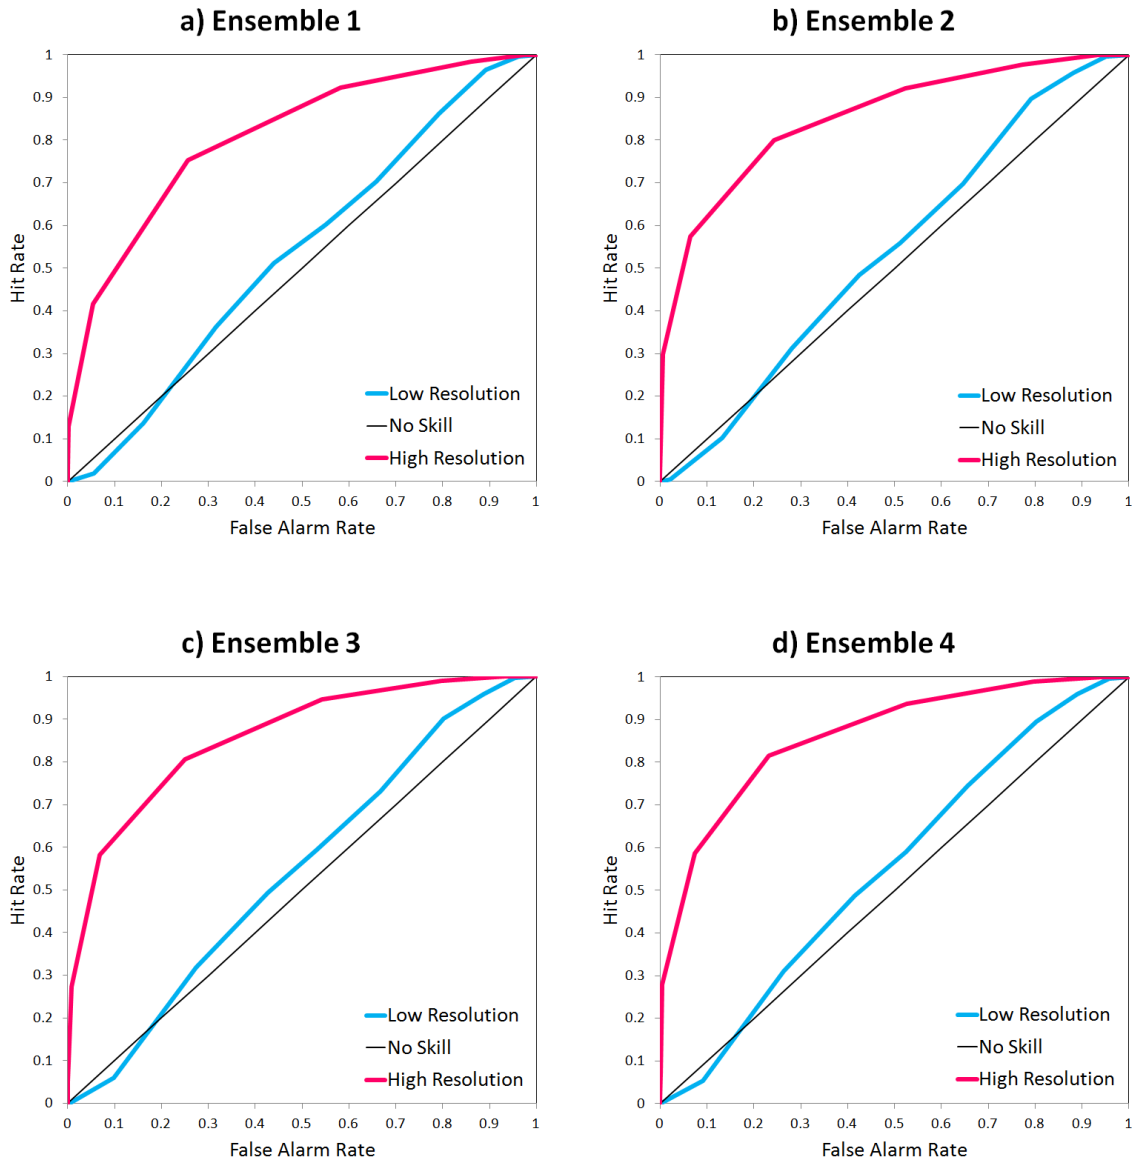 a) Ensemble 1
1
0.9
0.8
0.7
0.6
0.5
0.4
0.3
0.2
0.1
0
Hit Rate
Low Resolution
No Skill
High Resolution
0 0.1 0.2 0.3 0.4 0.5 0.6 0.7 0.8 0.9 1
False Alarm Rate
b) Ensemble 2
1
0.9
0.8
0.7
0.6
0.5
0.4
0.3
0.2
0.1
0
Hit Rate
Low Resolution
No Skill
High Resolution
0 0.1 0.2 0.3 0.4 0.5 0.6 0.7 0.8 0.9 1
False Alarm Rate
c) Ensemble 3
1
0.9
0.8
0.7
0.6
0.5
0.4
0.3
0.2
0.1
0
Hit Rate
Low Resolution
No Skill
High Resolution
0 0.1 0.2 0.3 0.4 0.5 0.6 0.7 0.8 0.9 1
False Alarm Rate
d) Ensemble 4
1
0.9
0.8
0.7
0.6
0.5
0.4
0.3
0.2
0.1
0
Hit Rate
Low Resolution
No Skill
High Resolution
0 0.1 0.2 0.3 0.4 0.5 0.6 0.7 0.8 0.9 1
False Alarm Rate